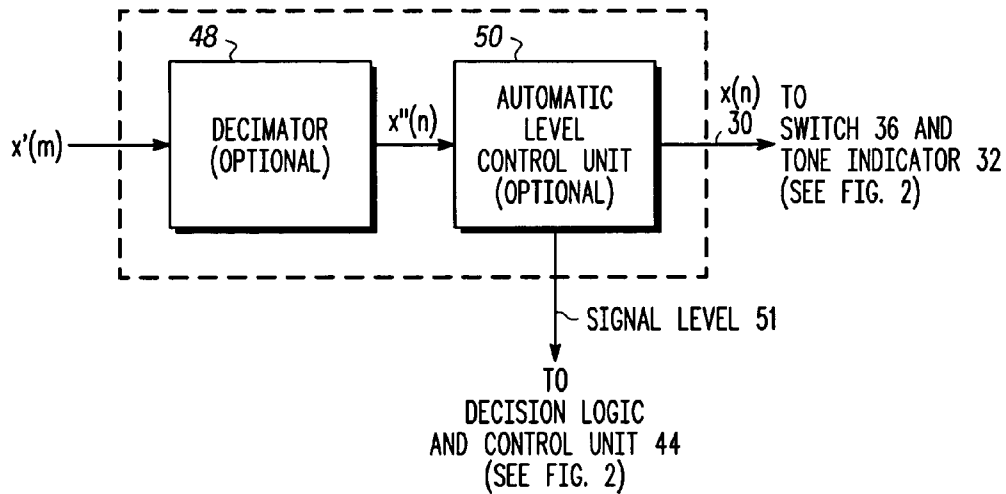 48
50
x'(m)
DECIMATOR
(OPTIONAL)
x''(n)
AUTOMATIC
LEVEL
CONTROL UNIT
(OPTIONAL)
x(n)
30
TO
SWITCH 36 AND
TONE INDICATOR 32
(SEE FIG. 2)
SIGNAL LEVEL 51
TO
DECISION LOGIC
AND CONTROL UNIT 44
(SEE FIG. 2)